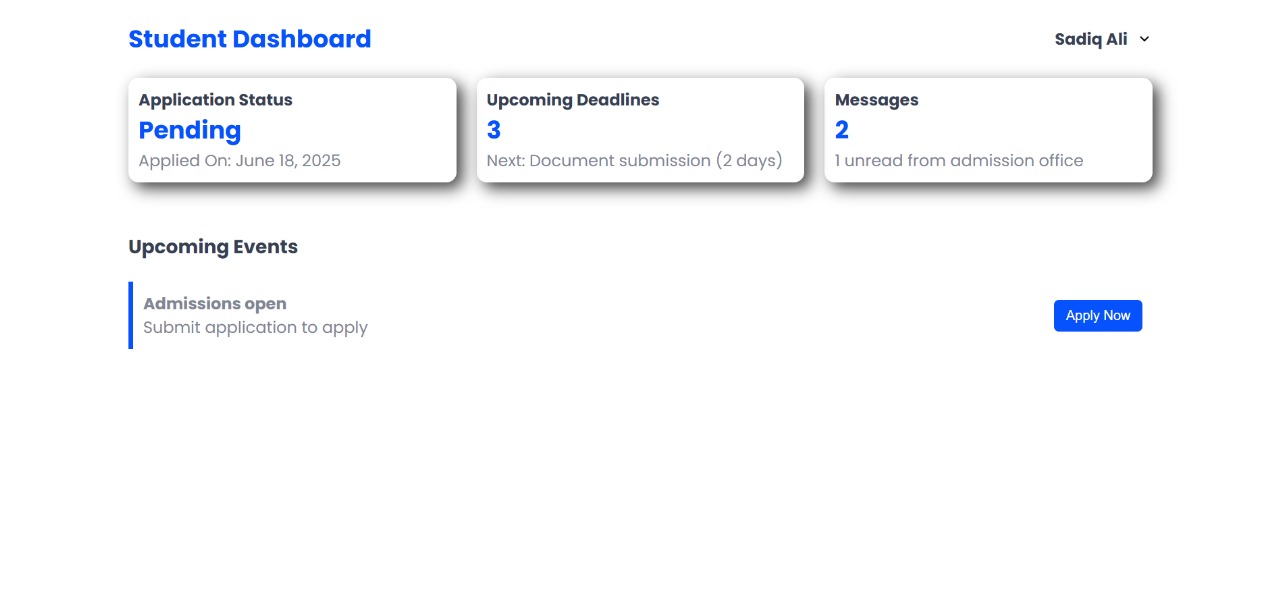 Student Dashboard
Sadiq Ali
Application Status
Pending
Applied On: June 18, 2025
Upcoming Deadlines
3
Next: Document submission (2 days)
Messages
2
1 unread from admission office
Upcoming Events
Admissions open
Submit application to apply
Apply Now